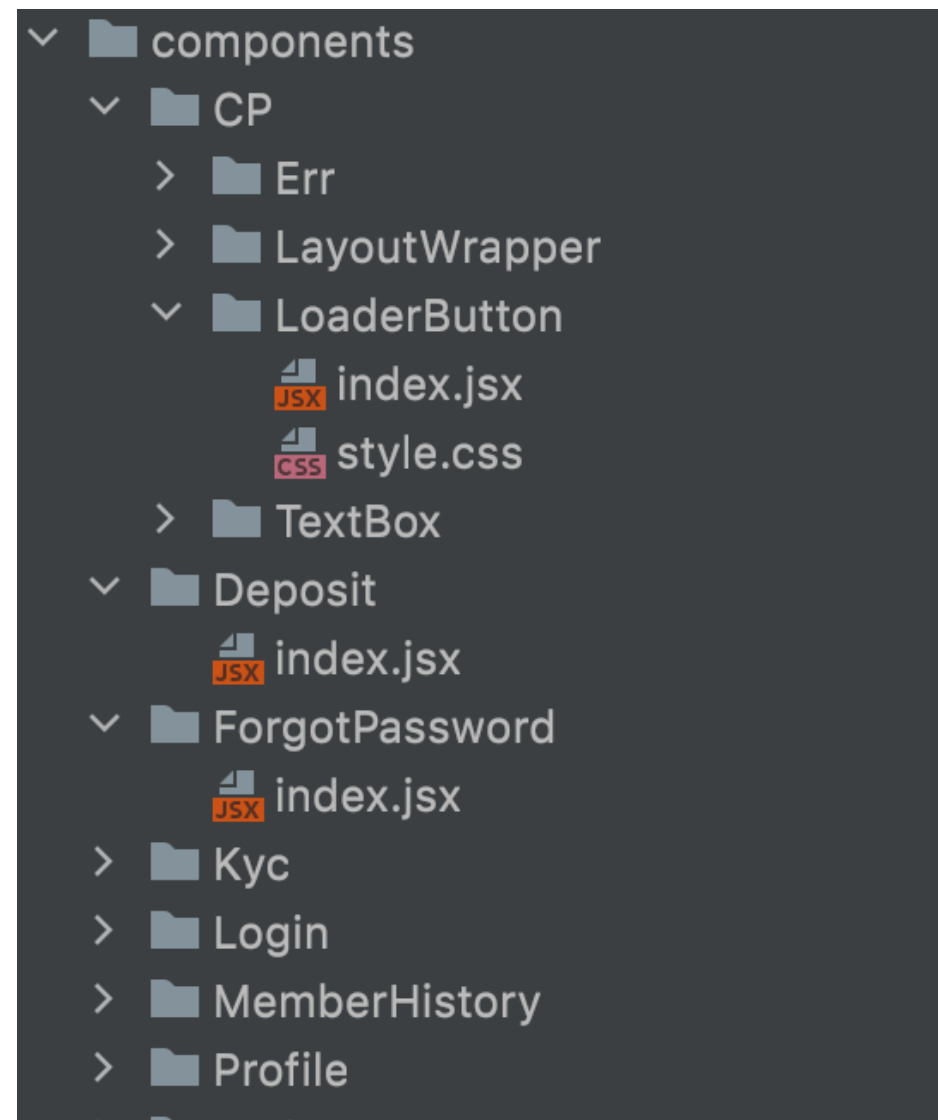 components
CP
Err
LayoutWrapper
LoaderButton
JSX index.jsx
CSS style.css
TextBox
Deposit
JSX index.jsx
ForgotPassword
JSX index.jsx
Kyc
Login
MemberHistory
Profile